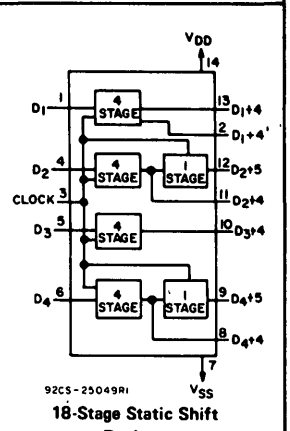 VDD
14
1
D1
4
STAGE
13
D1+4
2
D1+4'
4
D2
4
STAGE
1
STAGE
12
D2+5
11
D2+4
CLOCK
3
5
D3
4
STAGE
10
D3+4
6
D4
4
STAGE
1
STAGE
9
D4+5
8
D4+4
7
VSS
92CS-25049R1
18-Stage Static Shift